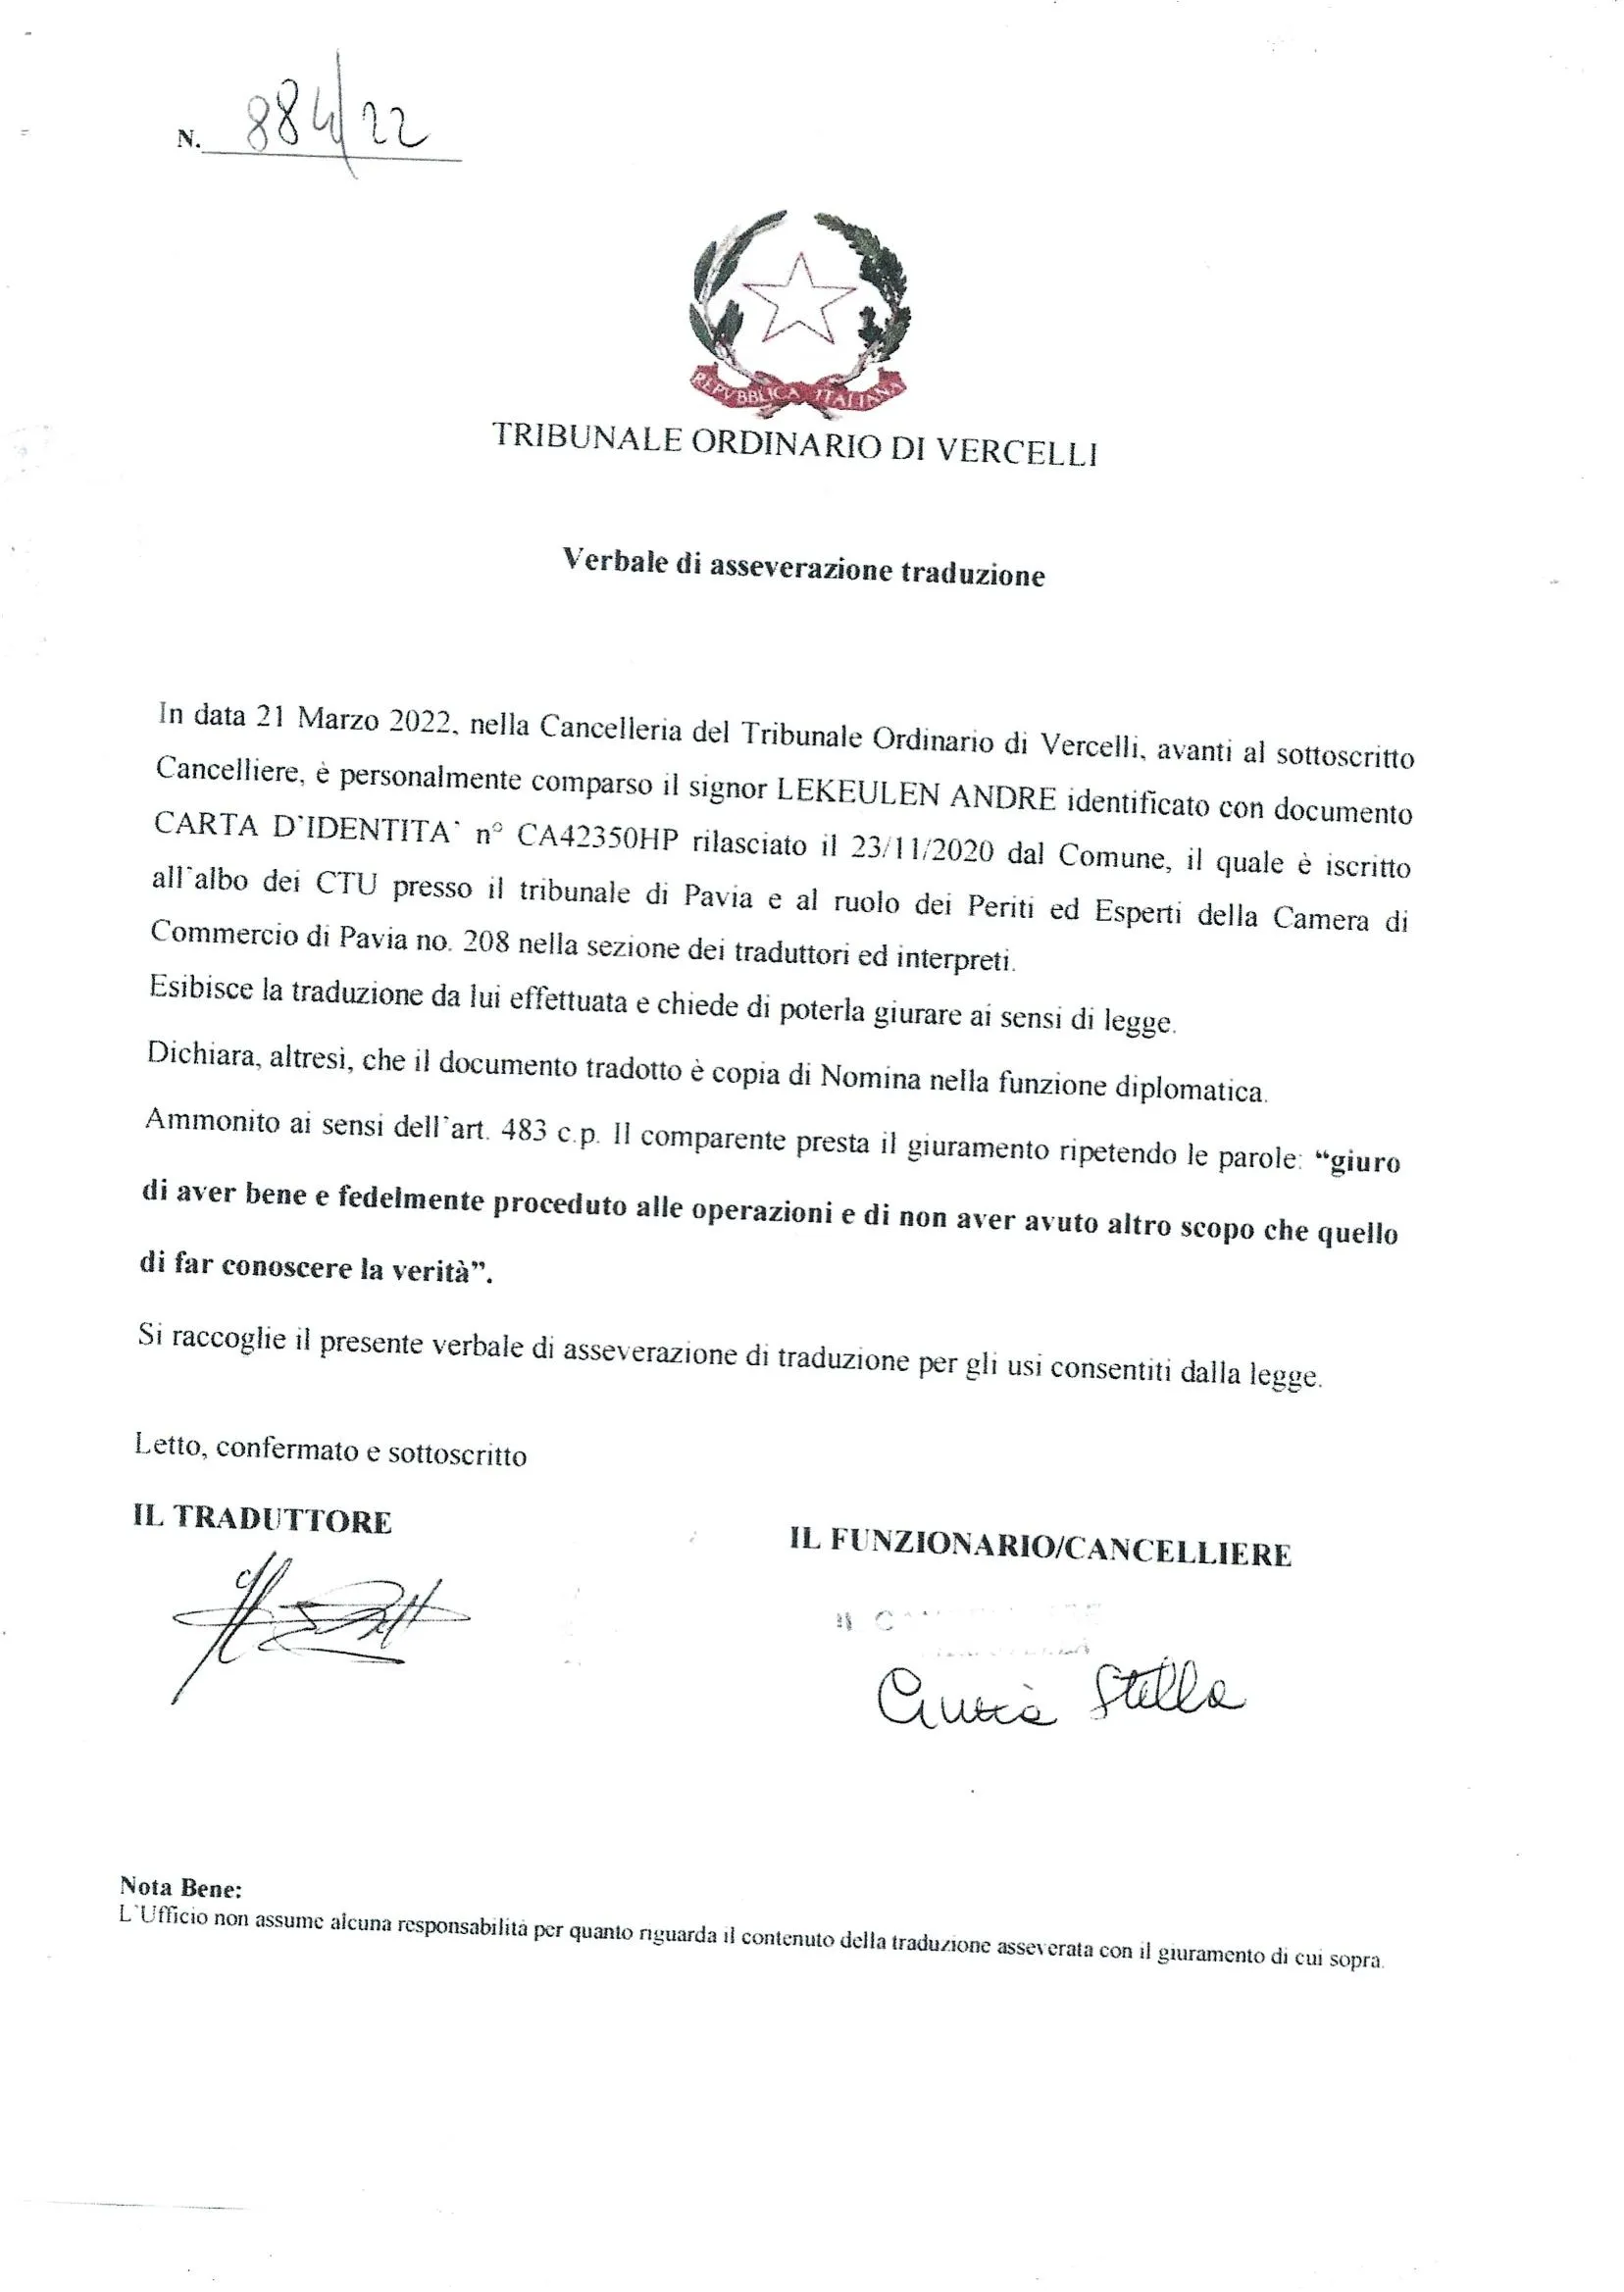 N. 884/22
REPVBBLICA ITALIANA
TRIBUNALE ORDINARIO DI VERCELLI
Verbale di asseverazione traduzione
In data 21 Marzo 2022, nella Cancelleria del Tribunale Ordinario di Vercelli, avanti al sottoscritto
Cancelliere, è personalmente comparso il signor LEKEULEN ANDRE identificato con documento
CARTA D'IDENTITA' n° CA42350HP rilasciato il 23/11/2020 dal Comune, il quale è iscritto
all'albo dei CTU presso il tribunale di Pavia e al ruolo dei Periti ed Esperti della Camera di
Commercio di Pavia no. 208 nella sezione dei traduttori ed interpreti.
Esibisce la traduzione da lui effettuata e chiede di poterla giurare ai sensi di legge.
Dichiara, altresì, che il documento tradotto è copia di Nomina nella funzione diplomatica.
Ammonito ai sensi dell'art. 483 c.p. Il comparente presta il giuramento ripetendo le parole: “giuro
di aver bene e fedelmente proceduto alle operazioni e di non aver avuto altro scopo che quello
di far conoscere la verità”.
Si raccoglie il presente verbale di asseverazione di traduzione per gli usi consentiti dalla legge.
Letto, confermato e sottoscritto
IL TRADUTTORE
IL FUNZIONARIO/CANCELLIERE
Stella
Nota Bene:
L'Ufficio non assume alcuna responsabilità per quanto riguarda il contenuto della traduzione asseverata con il giuramento di cui sopra.